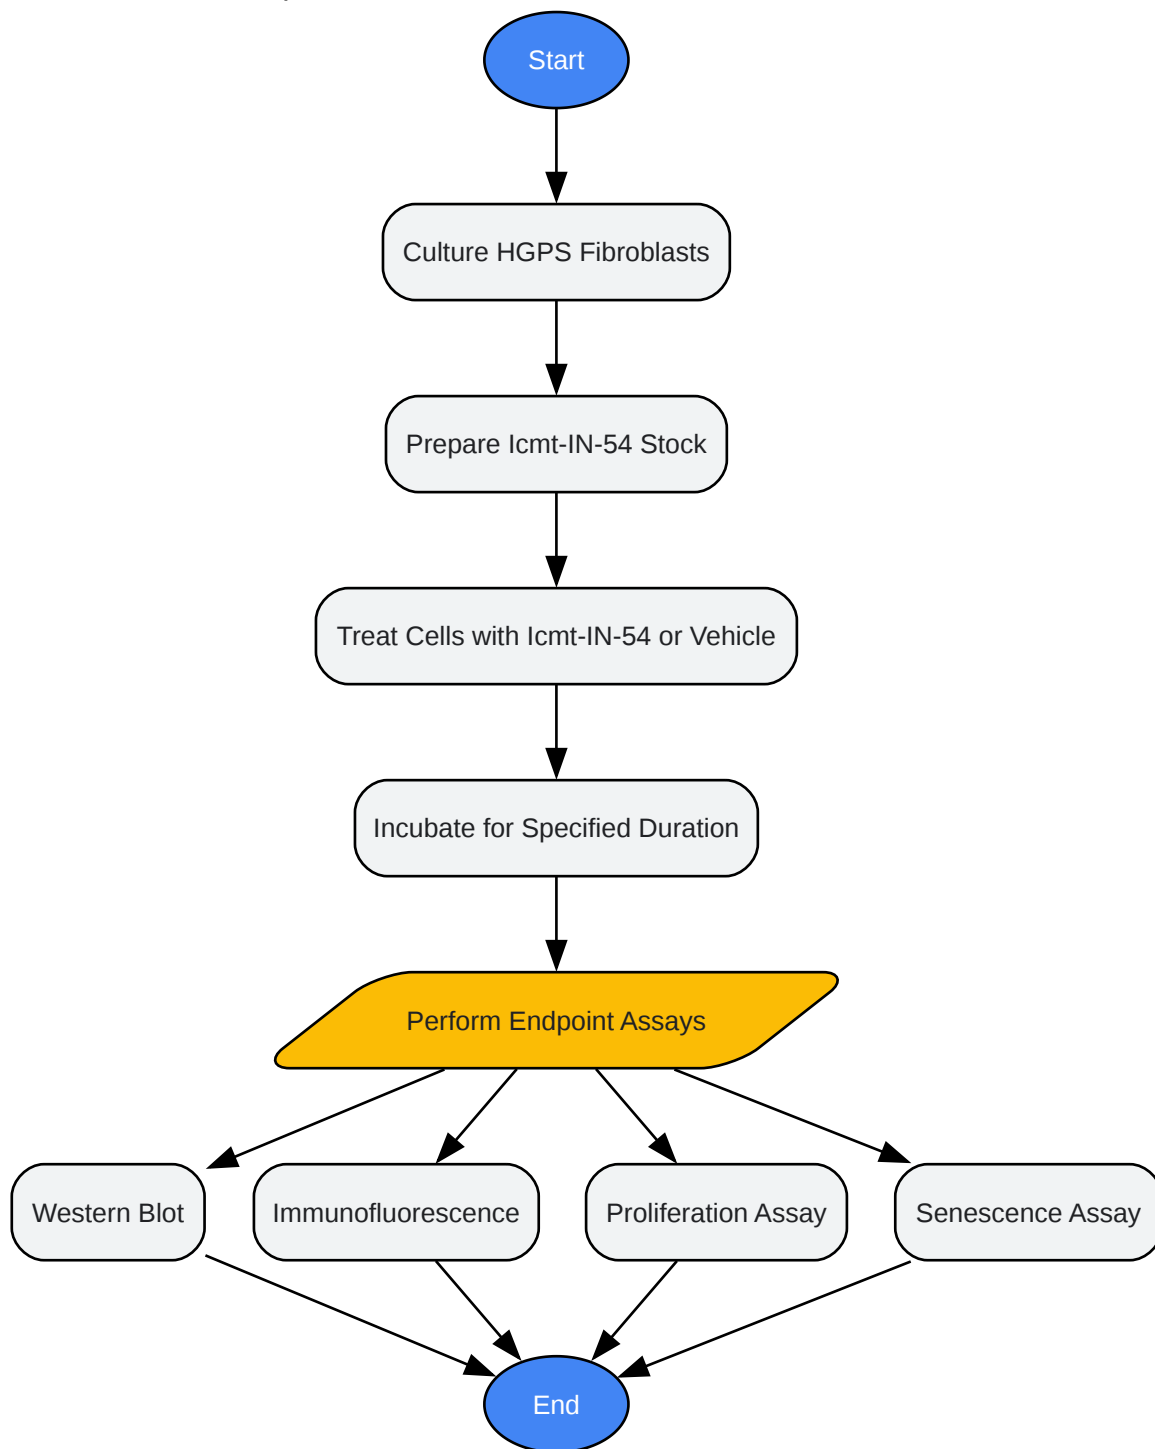 Start
Culture HGPS Fibroblasts
Prepare Icmt-IN-54 Stock
Treat Cells with Icmt-IN-54 or Vehicle
Incubate for Specified Duration
Perform Endpoint Assays
Western Blot
Immunofluorescence
Proliferation Assay
Senescence Assay
End